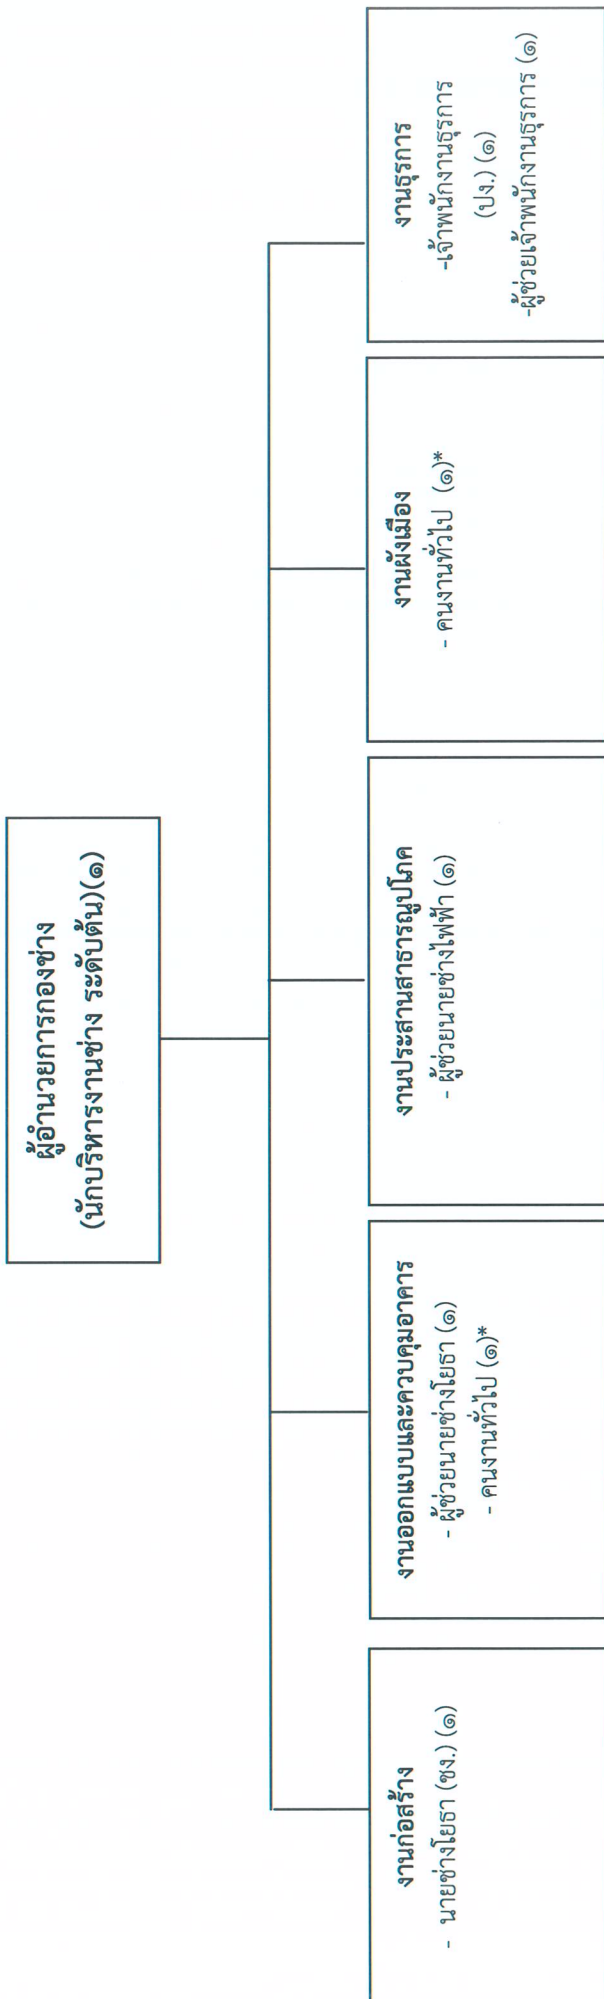 ผู้อำนวยการกองช่าง
(นักบริหารงานช่าง ระดับต้น)(๑)
งานก่อสร้าง
- นายช่างโยธา (ชง.) (๑)
งานออกแบบและควบคุมอาคาร
- ผู้ช่วยนายช่างโยธา (๑)
- คนงานทั่วไป (๑)*
งานประสานสาธารณูปโภค
- ผู้ช่วยนายช่างไฟฟ้า (๑)
งานผังเมือง
- คนงานทั่วไป (๑)*
งานธุรการ
-เจ้าพนักงานธุรการ
(ปง.) (๑)
-ผู้ช่วยเจ้าพนักงานธุรการ (๑)